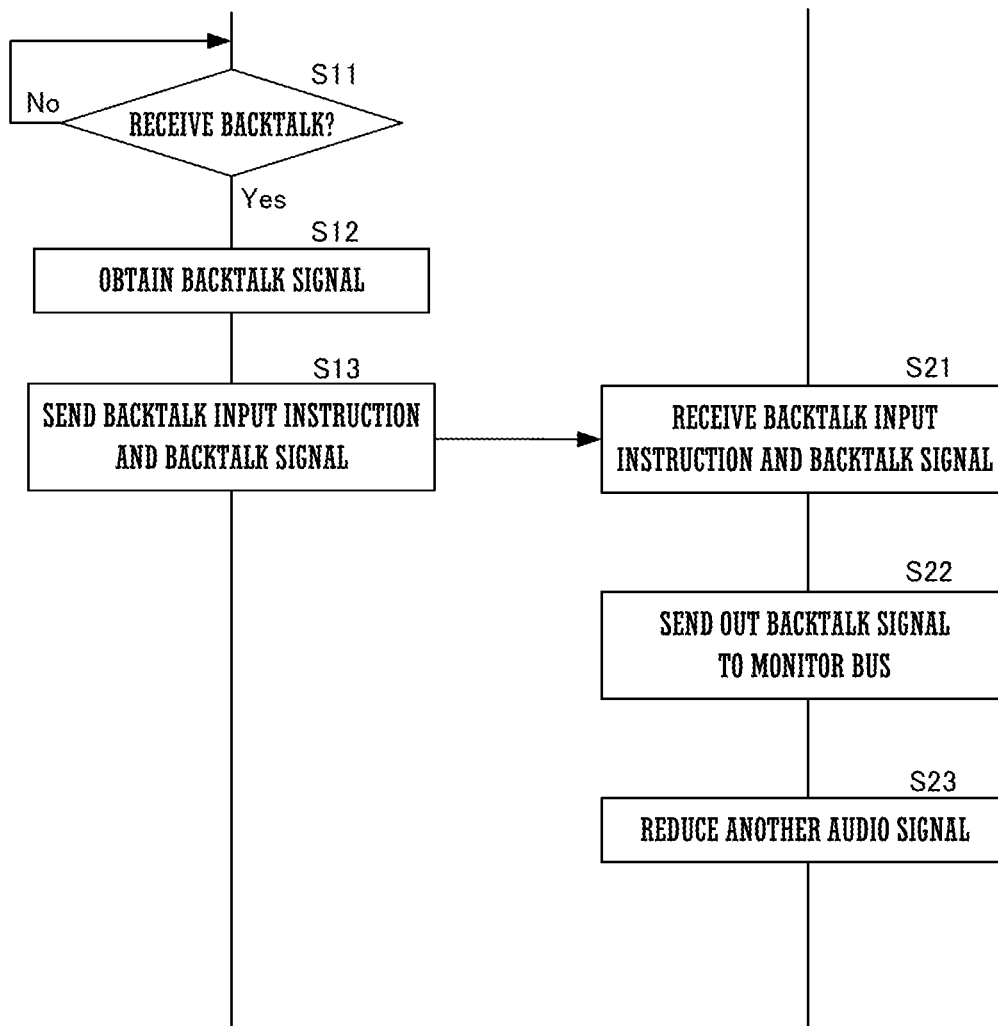 S11
No
RECEIVE BACKTALK?
Yes
S12
OBTAIN BACKTALK SIGNAL
S13
SEND BACKTALK INPUT INSTRUCTION
AND BACKTALK SIGNAL
S21
RECEIVE BACKTALK INPUT
INSTRUCTION AND BACKTALK SIGNAL
S22
SEND OUT BACKTALK SIGNAL
TO MONITOR BUS
S23
REDUCE ANOTHER AUDIO SIGNAL